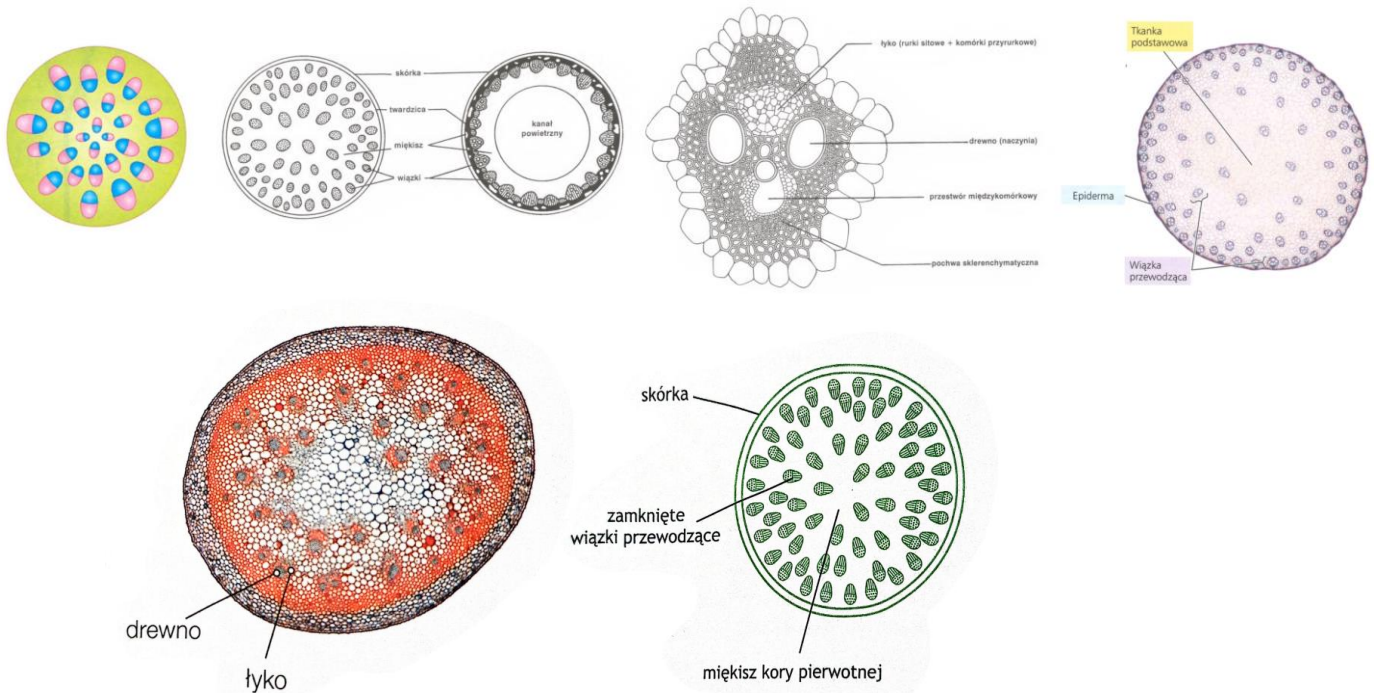 skórka
twardzica
miękisz
wiązki
kanał
powietrzny
łyko (rurki sitowe + komórki przyrurkowe)
drewno (naczynia)
przestwór międzykomórkowy
pochwa sklerenchymatyczna
Tkanka
podstawowa
Epiderma
Wiązka
przewodząca
drewno
łyko
skórka
zamknięte
wiązki przewodzące
miękisz kory pierwotnej